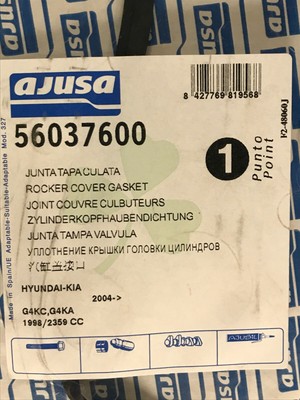 ajusa
8 427769 819568
56037600
1
Punto
Point
V2-48060J
JUNTA TAPA CULATA
ROCKER COVER GASKET
JOINT COUVRE CULBUTEURS
ZYLINDERKOPFHAUBENDICHTUNG
JUNTA TAMPA VALVULA
УПЛОТНЕНИЕ КРЫШКИ ГОЛОВКИ ЦИЛИНДРОВ
HYUNDAI-KIA
2004->
G4KC,G4KA
1998/2359 CC
Made in Spain/UE Adaptable-Suitable-Adaptable Mod. 327